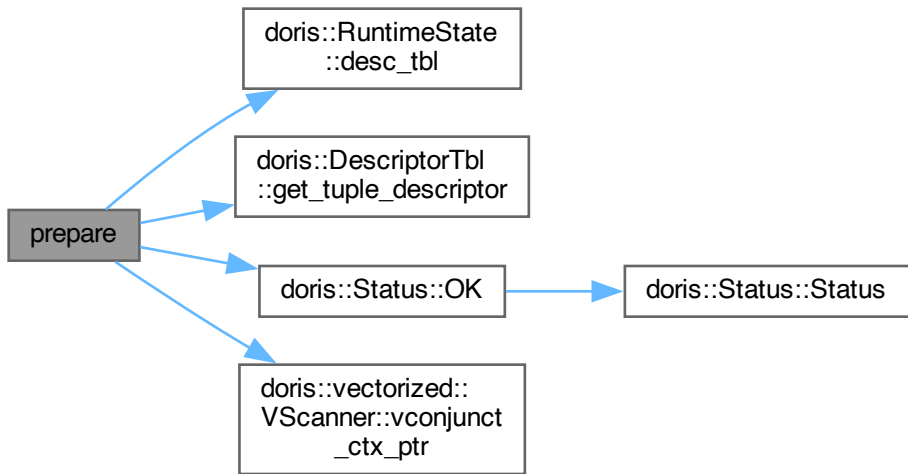 doris::RuntimeState
::desc_tbl
doris::DescriptorTbl
::get_tuple_descriptor
prepare
doris::Status::OK
doris::Status::Status
doris::vectorized::
VScanner::vconjunct
_ctx_ptr